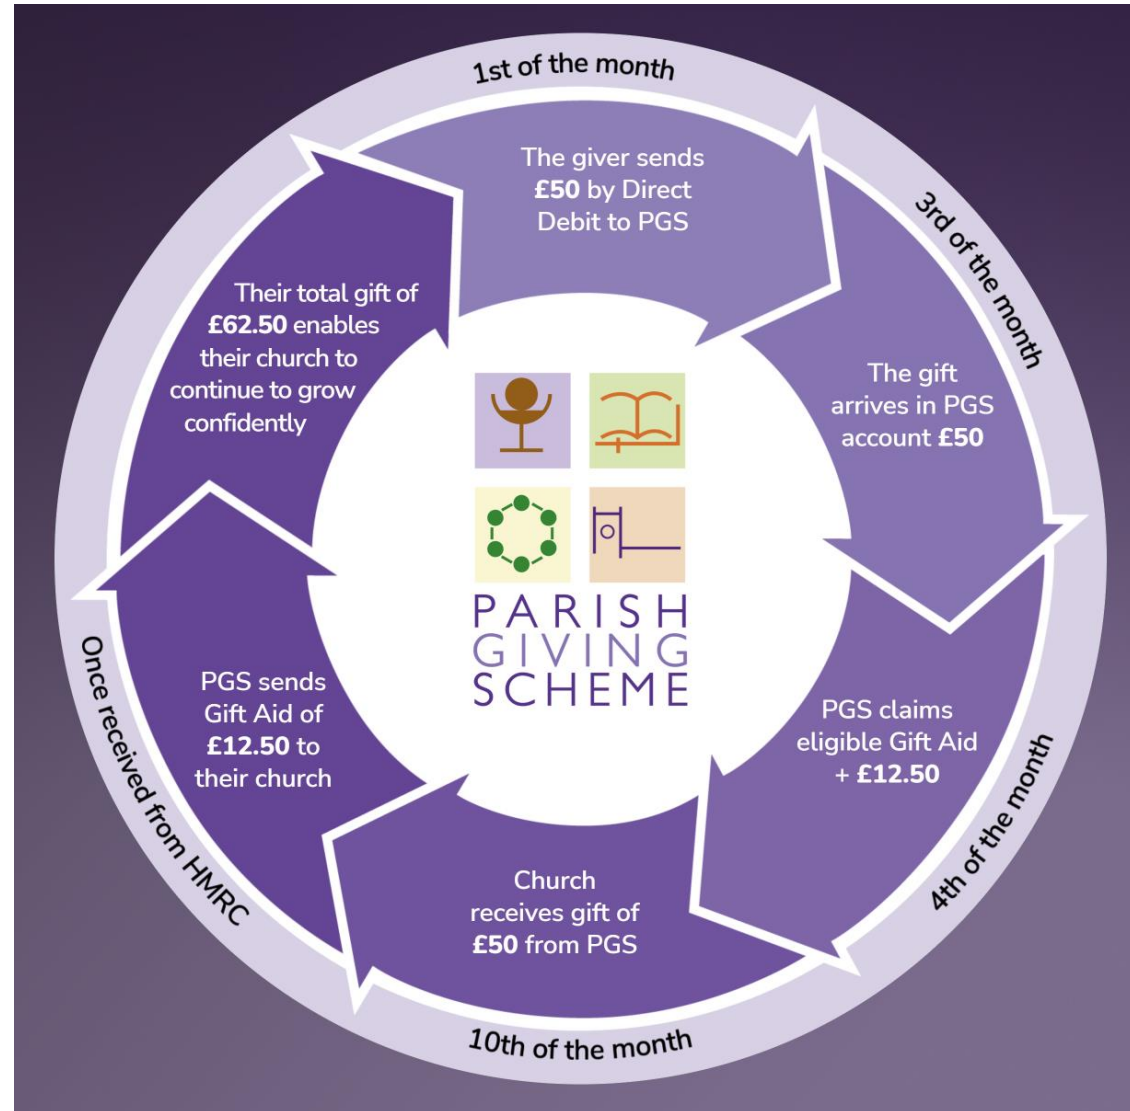 1st of the month
The giver sends
£50 by Direct
Debit to PGS
3rd of the month
The gift
arrives in PGS
account £50
4th of the month
PGS claims
eligible Gift Aid
+ £12.50
10th of the month
Church
receives gift of
£50 from PGS
Once received from HMRC
PGS sends
Gift Aid of
£12.50 to
their church
Their total gift of
£62.50 enables
their church to
continue to grow
confidently
PARISH
GIVING
SCHEME